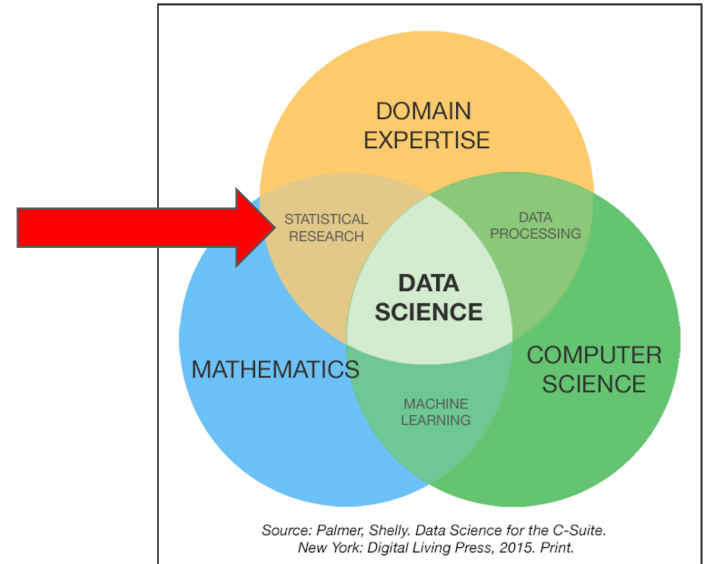 DOMAIN
EXPERTISE
STATISTICAL
RESEARCH
DATA
PROCESSING
DATA
SCIENCE
MATHEMATICS
COMPUTER
SCIENCE
MACHINE
LEARNING
Source: Palmer, Shelly. Data Science for the C-Suite.
New York: Digital Living Press, 2015. Print.